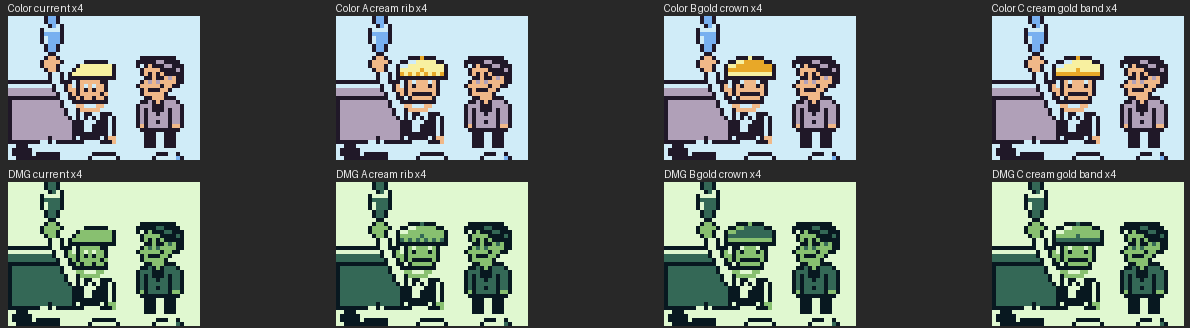 Color current x4
Color A cream rib x4
Color B gold crown x4
Color C cream gold band x4
DMG current x4
DMG A cream rib x4
DMG B gold crown x4
DMG C cream gold band x4